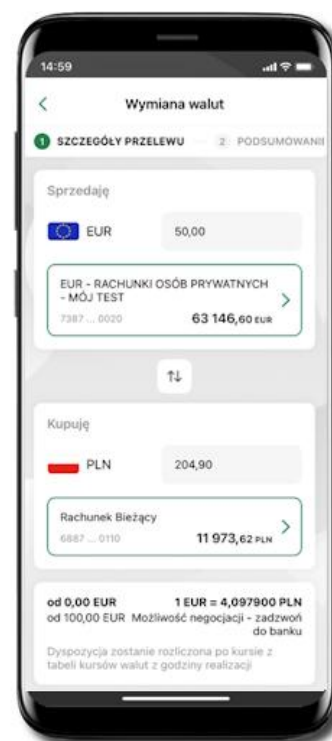 14:59
Wymiana walut
1 SZCZEGÓŁY PRZELEWU 2 PODSUMOWANIE
Sprzedaję
EUR 50,00
EUR - RACHUNKI OSÓB PRYWATNYCH
- MÓJ TEST
7387 ... 0020 63 146,60 EUR
Kupuję
PLN 204,90
Rachunek Bieżący
6887 ... 0110 11 973,62 PLN
od 0,00 EUR 1 EUR = 4,097900 PLN
od 100,00 EUR Możliwość negocjacji - zadzwoń
do banku
Dyspozycja zostanie rozliczona po kursie z
tabeli kursów walut z godziny realizacji